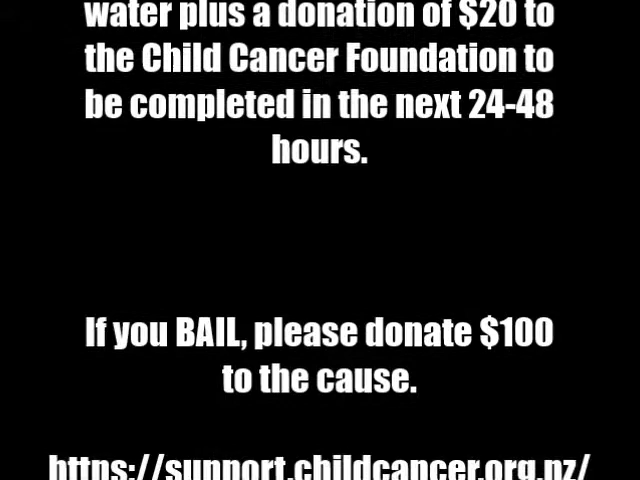 water plus a donation of $20 to
the Child Cancer Foundation to
be completed in the next 24-48
hours.
If you BAIL, please donate $100
to the cause.
https://support.childcancer.org.nz/